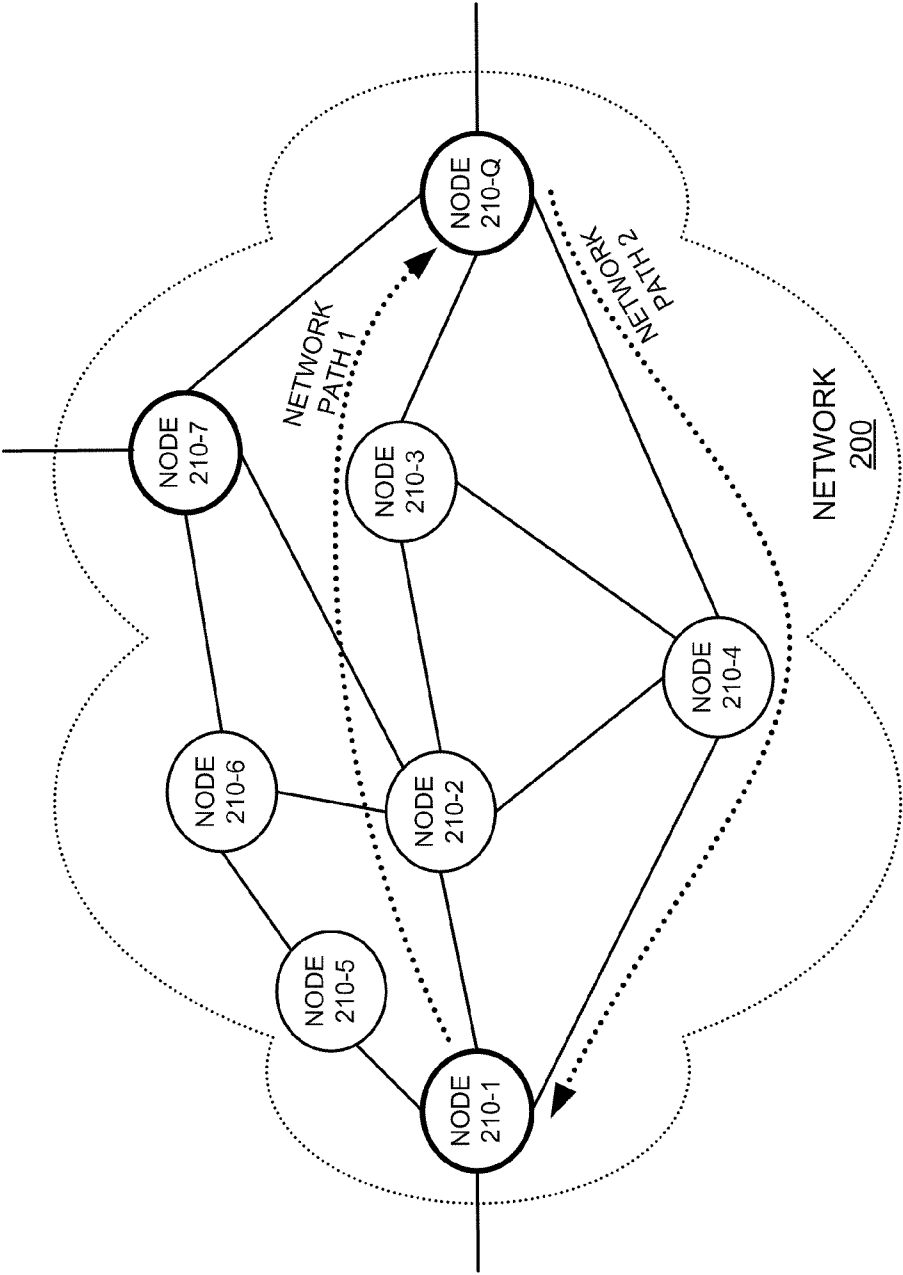 NODE
210-7
NODE
210-Q
NETWORK
PATH 1
NETWORK
PATH 2
NODE
210-6
NODE
210-3
NODE
210-5
NODE
210-2
NODE
210-4
NODE
210-1
NETWORK
200